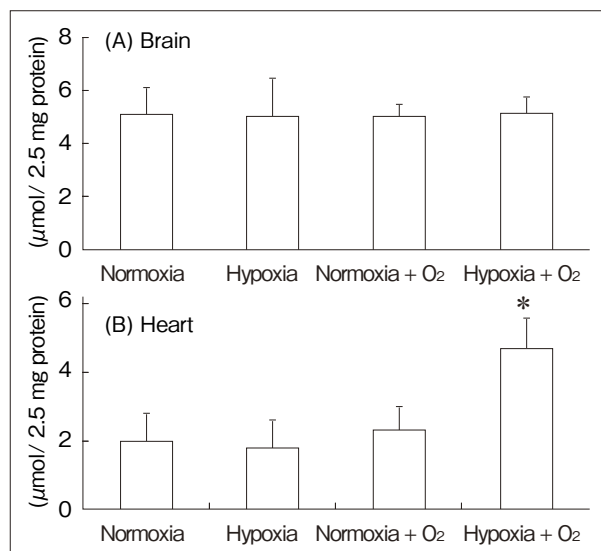 (A) Brain
(µmol/ 2.5 mg protein)
8
6
4
2
0
Normoxia Hypoxia Normoxia + O₂ Hypoxia + O₂
(B) Heart
(µmol/ 2.5 mg protein)
6
4
2
0
*
Normoxia Hypoxia Normoxia + O₂ Hypoxia + O₂